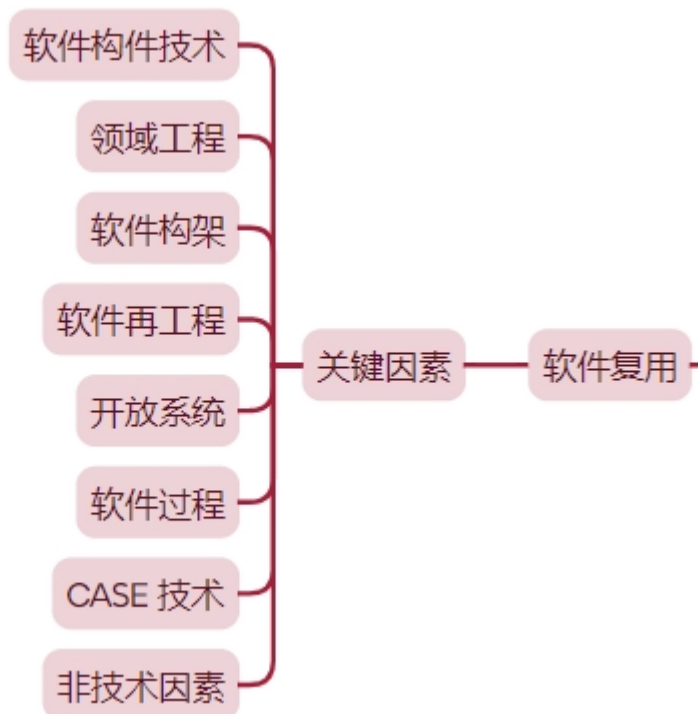 软件构件技术
领域工程
软件构架
软件再工程
开放系统
软件过程
CASE 技术
非技术因素
关键因素
软件复用